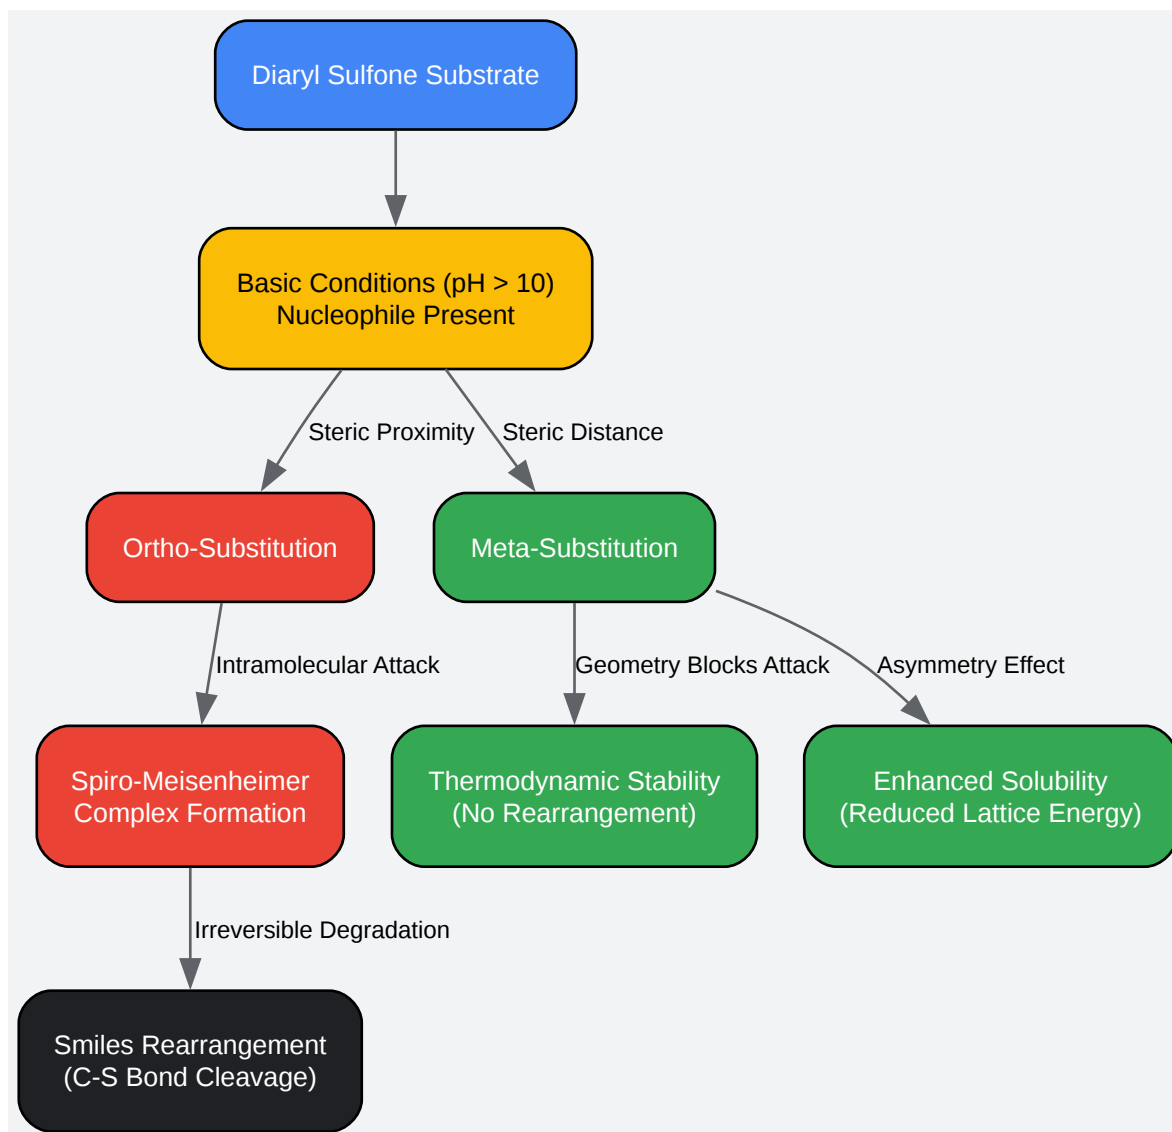 Diaryl Sulfone Substrate
Basic Conditions (pH > 10)
Nucleophile Present
Steric Proximity
Steric Distance
Ortho-Substitution
Meta-Substitution
Intramolecular Attack
Geometry Blocks Attack
Asymmetry Effect
Spiro-Meisenheimer
Complex Formation
Thermodynamic Stability
(No Rearrangement)
Enhanced Solubility
(Reduced Lattice Energy)
Irreversible Degradation
Smiles Rearrangement
(C-S Bond Cleavage)